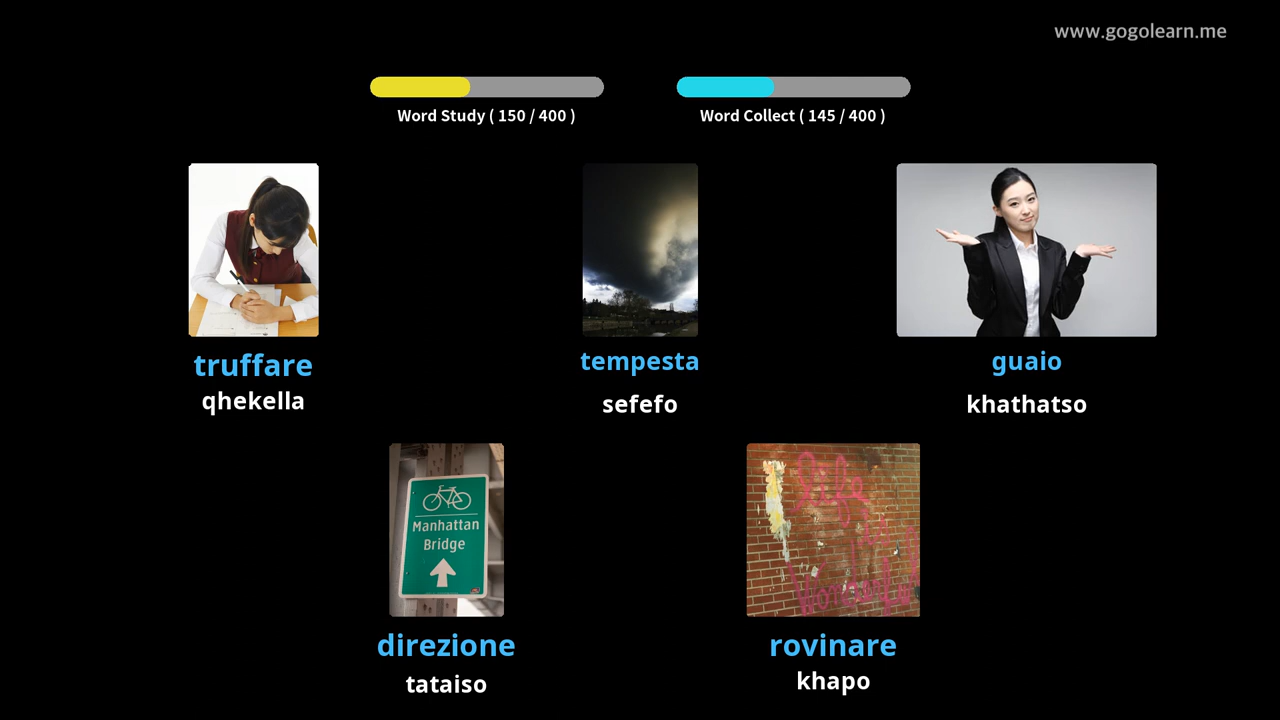 www.gogolearn.me
Word Study ( 150 / 400 )
Word Collect ( 145 / 400 )
truffare
qhekella
tempesta
sefefo
guaio
khathatso
Manhattan
Bridge
direzione
tataiso
life
rovinare
khapo